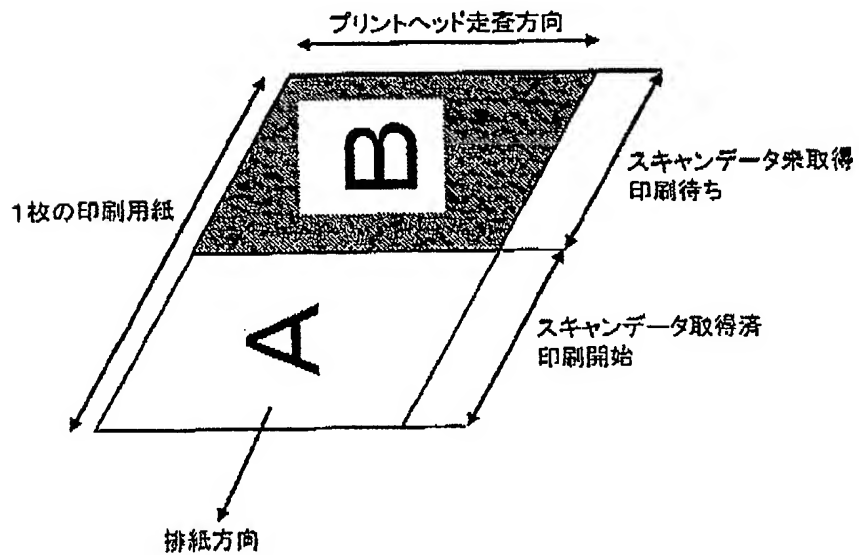 プリントヘッド走査方向
B
スキャンデータ未取得
印刷待ち
1枚の印刷用紙
A
スキャンデータ取得済
印刷開始
排紙方向